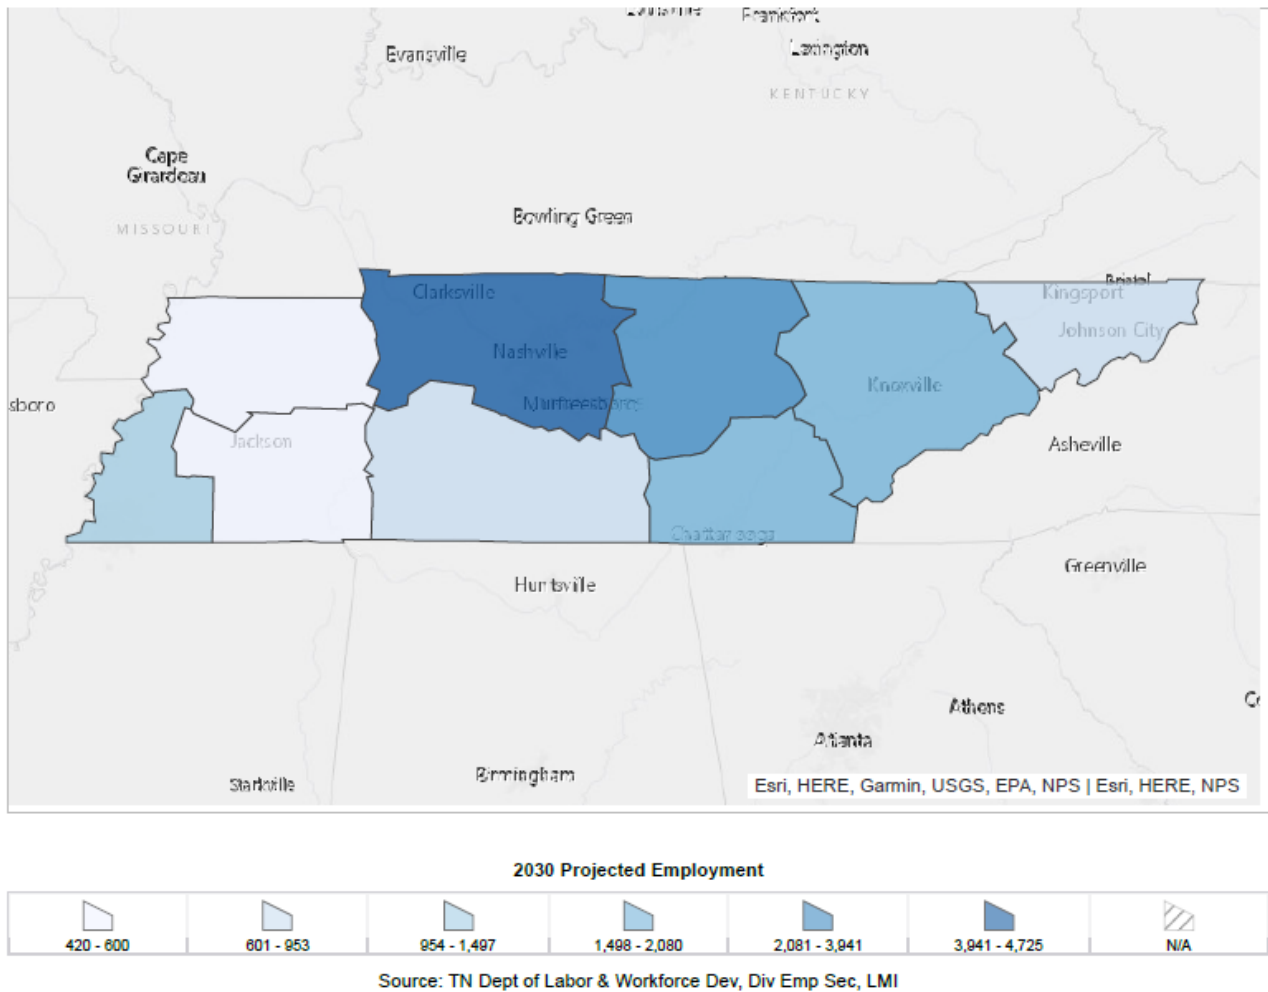 Frankfort
Evansville
Lexington
KENTUCKY
Cape
Girardeau
MISSOURI
Bowling Green
Bristol
Clarksville
Kingsport
Johnson City
Nashville
Knoxville
sboro
Murfreesboro
Jackson
Asheville
Chattanooga
Huntsville
Greenville
Athens
Atlanta
Birmingham
Starkville
Esri, HERE, Garmin, USGS, EPA, NPS | Esri, HERE, NPS
2030 Projected Employment
420 - 600 601 - 953 954 - 1,497 1,498 - 2,080 2,081 - 3,941 3,941 - 4,725 N/A
Source: TN Dept of Labor & Workforce Dev, Div Emp Sec, LMI